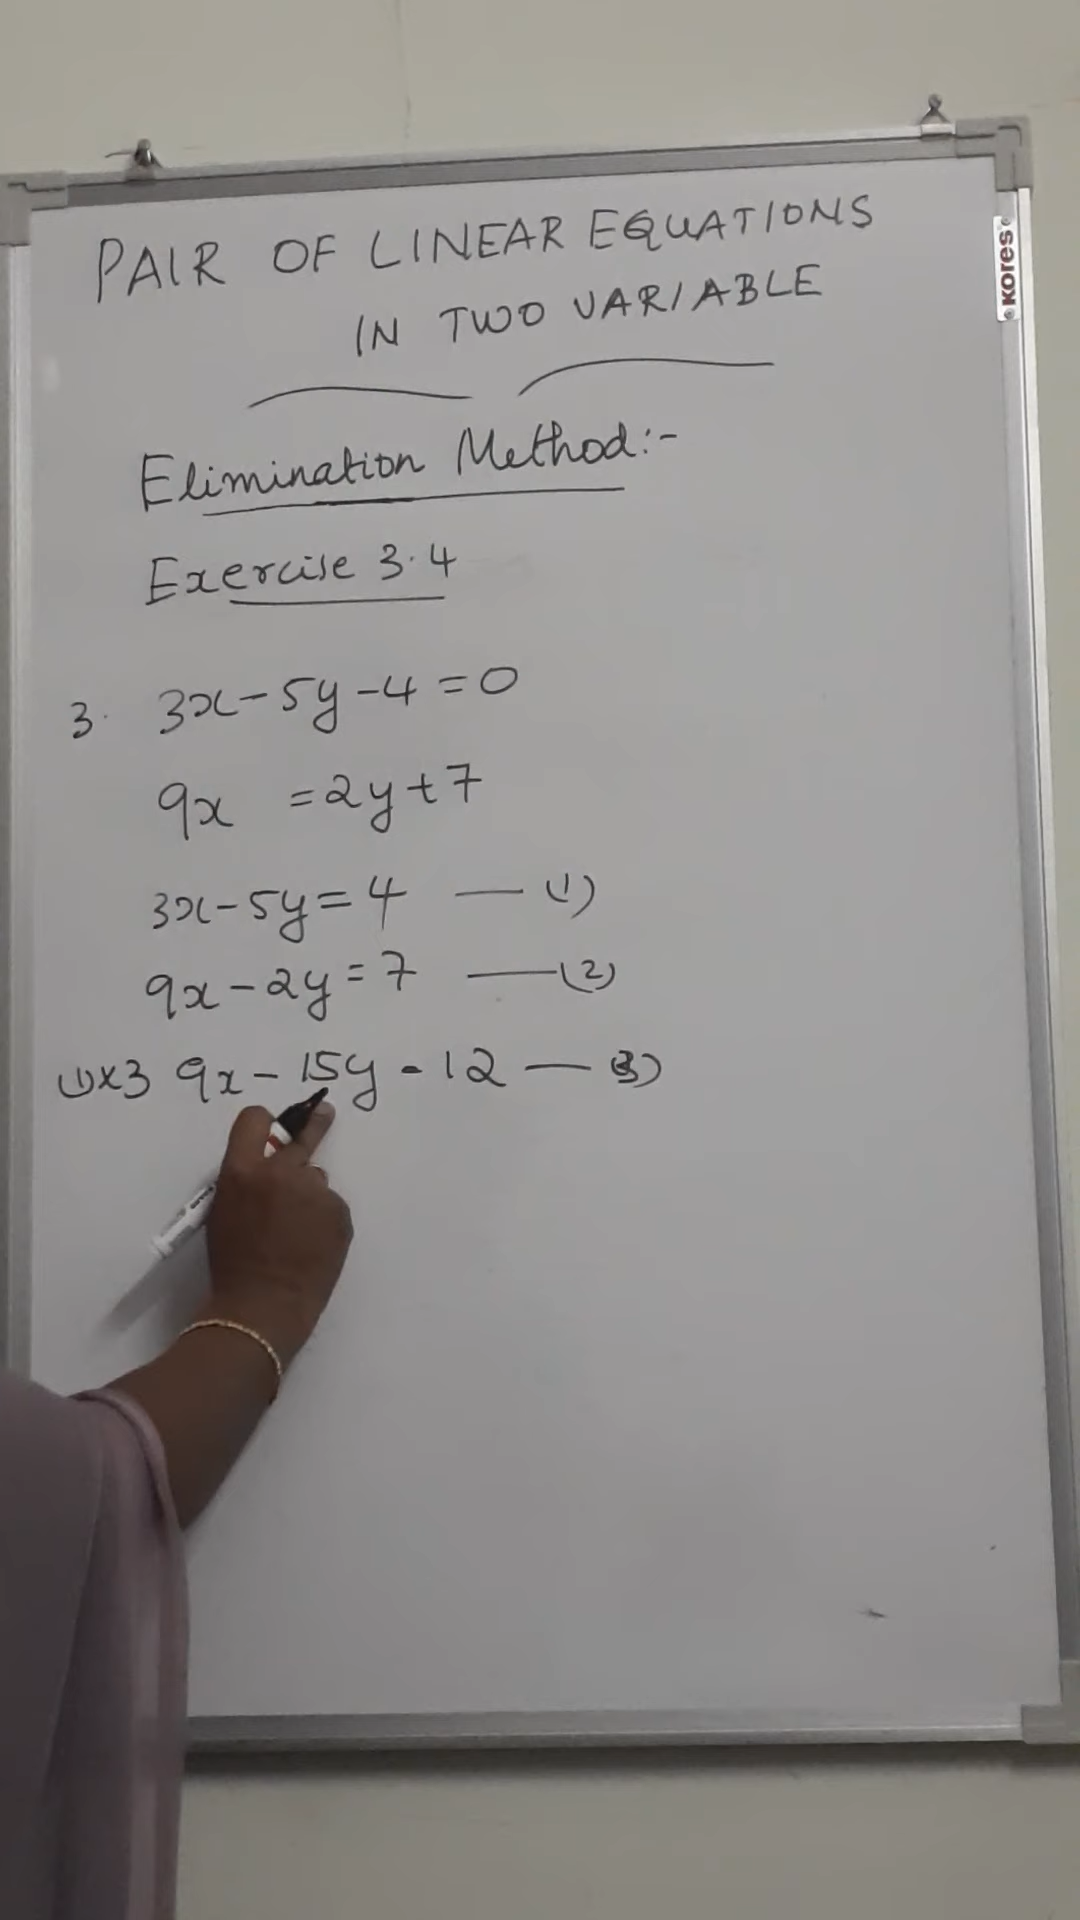 PAIR OF LINEAR EQUATIONS
IN TWO VARIABLE
KORES
Elimination Method:-
Exercise 3.4
3. 3x-5y-4=0
9x =2y+7
3x-5y=4 — (1)
9x-2y=7 — (2)
(1)x3 9x-15y-12 — (3)